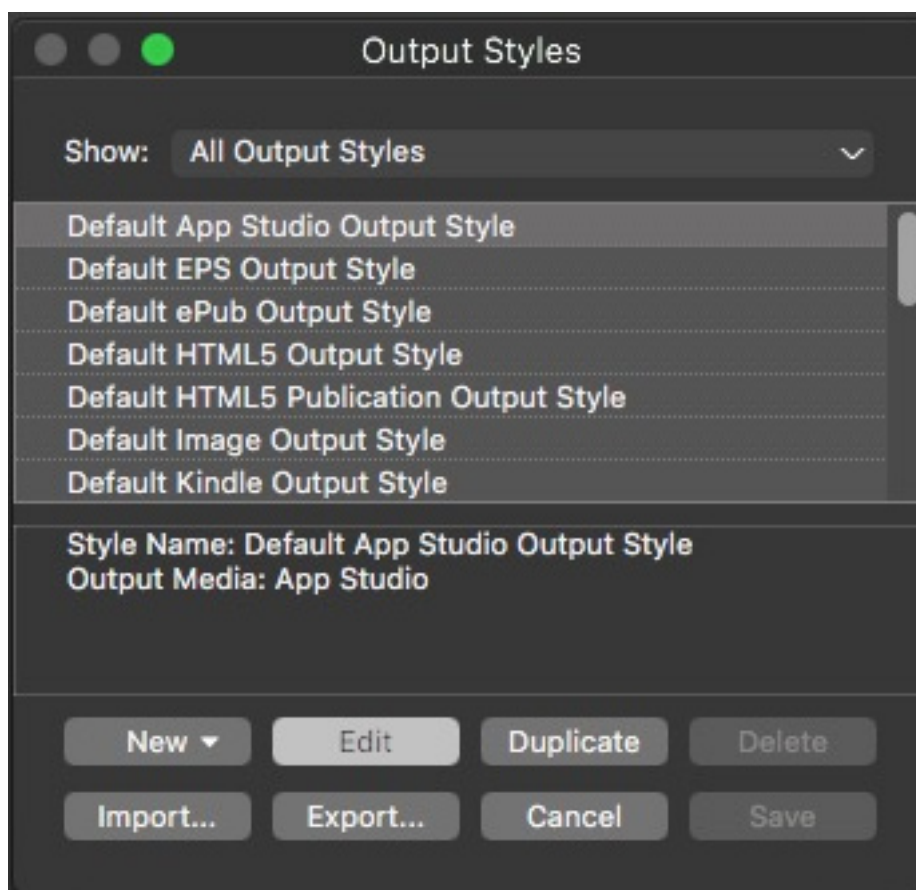 Output Styles
Show: All Output Styles
Default App Studio Output Style
Default EPS Output Style
Default ePub Output Style
Default HTML5 Output Style
Default HTML5 Publication Output Style
Default Image Output Style
Default Kindle Output Style
Style Name: Default App Studio Output Style
Output Media: App Studio
New Edit Duplicate Delete
Import... Export... Cancel Save